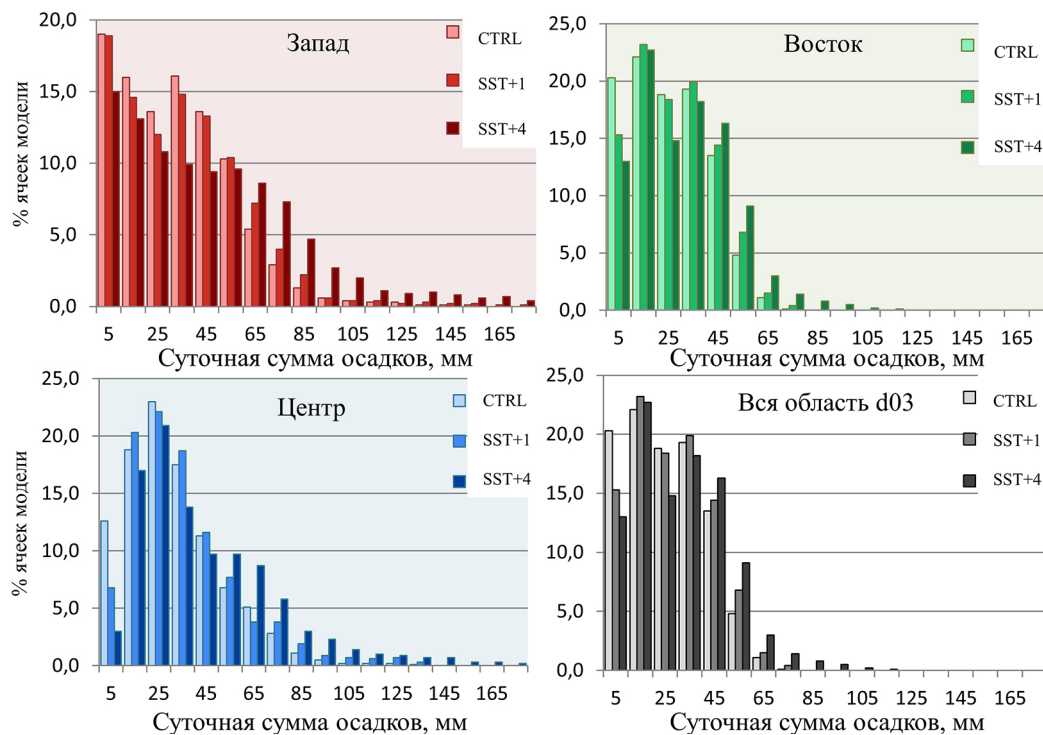 20,0
15,0
10,0
5,0
0,0
% ячеек модели
Запад
CTRL
SST+1
SST+4
5 25 45 65 85 105 125 145 165
Суточная сумма осадков, мм
25,0
20,0
15,0
10,0
5,0
0,0
Восток
CTRL
SST+1
SST+4
5 25 45 65 85 105 125 145 165
Суточная сумма осадков, мм
25,0
20,0
15,0
10,0
5,0
0,0
% ячеек модели
Центр
CTRL
SST+1
SST+4
5 25 45 65 85 105 125 145 165
Суточная сумма осадков, мм
25,0
20,0
15,0
10,0
5,0
0,0
Вся область d03
CTRL
SST+1
SST+4
5 25 45 65 85 105 125 145 165
Суточная сумма осадков, мм